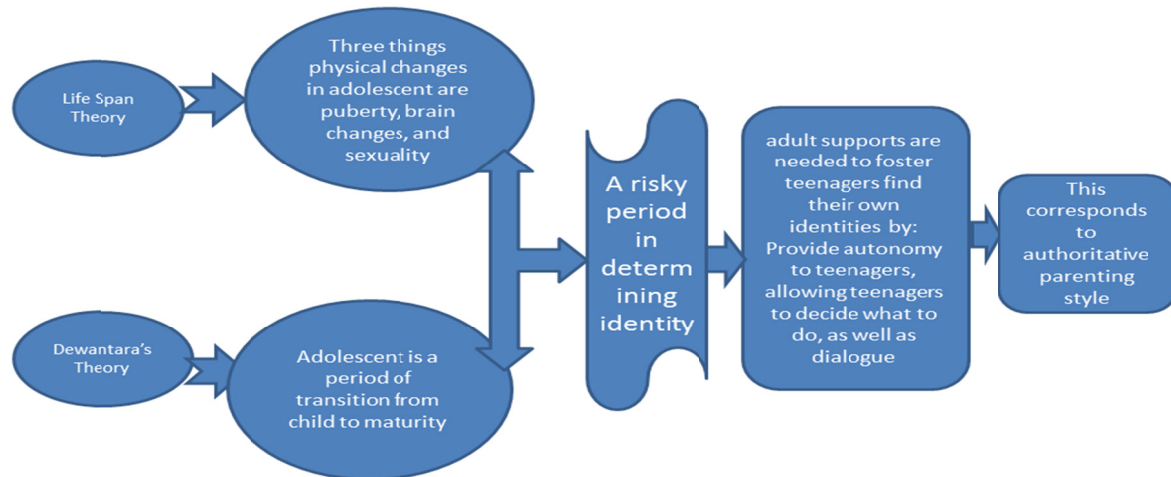 Life Span
Theory
Three things
physical changes
in adolescent are
puberty, brain
changes, and
sexuality
Dewantara's
Theory
Adolescent is a
period of
transition from
child to maturity
A risky
period
in
determ
ining
identity
adult supports are
needed to foster
teenagers find
their own
identities by:
Provide autonomy
to teenagers,
allowing teenagers
to decide what to
do, as well as
dialogue
This
corresponds
to
authoritative
parenting
style